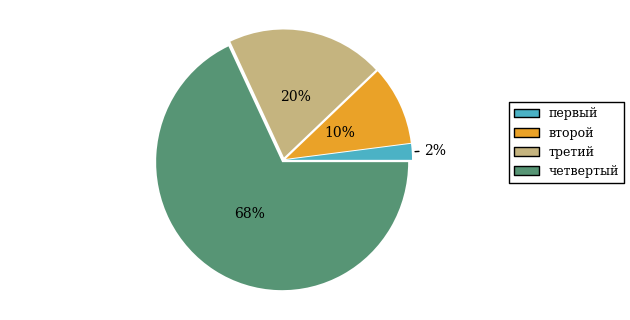 20%
10%
2%
68%
первый
второй
третий
четвертый